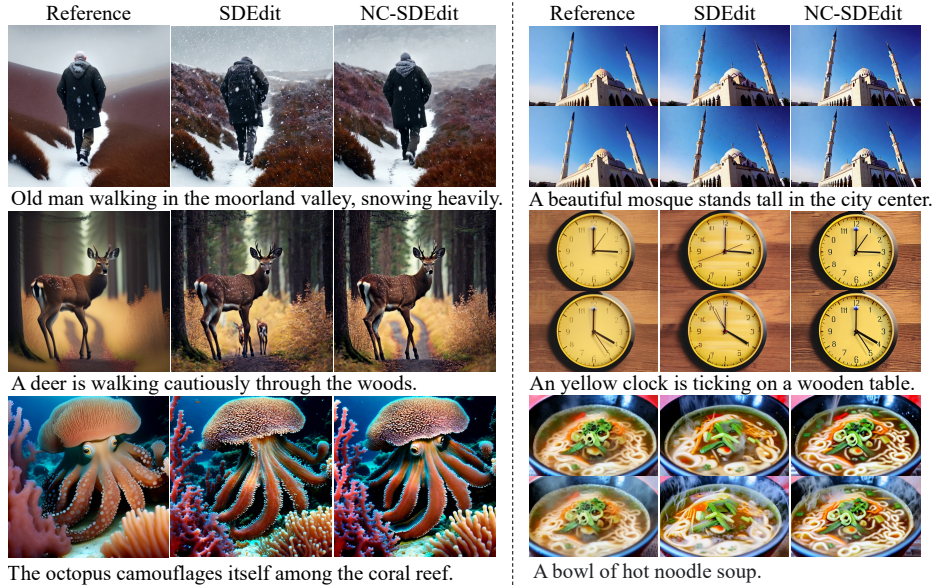 Reference SDEdit NC-SDEdit
Old man walking in the moorland valley, snowing heavily.
A deer is walking cautiously through the woods.
The octopus camouflages itself among the coral reef.
Reference SDEdit NC-SDEdit
A beautiful mosque stands tall in the city center.
An yellow clock is ticking on a wooden table.
A bowl of hot noodle soup.